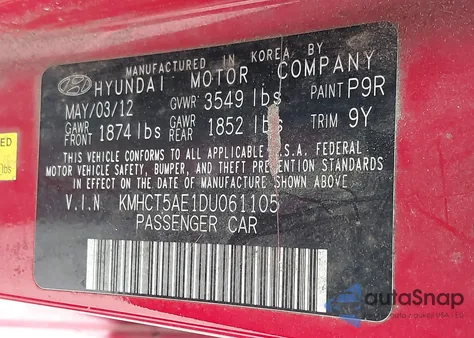 MANUFACTURED IN KOREA BY
HYUNDAI MOTOR COMPANY
MAY/03/12 GVWR 3549 lbs PAINT P9R
GAWR FRONT 1874 lbs GAWR REAR 1852 lbs TRIM 9Y
THIS VEHICLE CONFORMS TO ALL APPLICABLE U.S.A. FEDERAL
MOTOR VEHICLE SAFETY, BUMPER, AND THEFT PREVENTION STANDARDS
IN EFFECT ON THE DATE OF MANUFACTURE SHOWN ABOVE.
V.I.N KMHCT5AE1DU061105
PASSENGER CAR
lbs
autoSnap